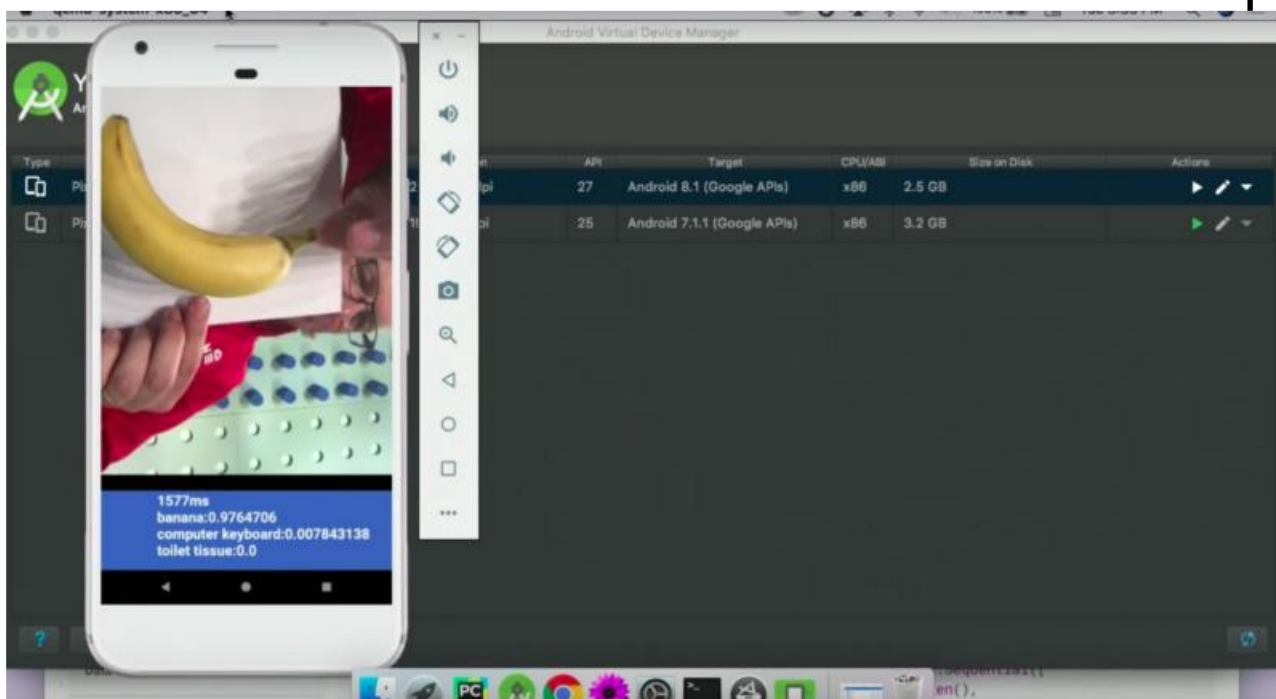 Android Virtual Device Manager
Type
API
Target
CPU/ABI
Size on Disk
Actions
27
Android 8.1 (Google APIs)
x86
2.5 GB
25
Android 7.1.1 (Google APIs)
x86
3.2 GB
1577ms
banana:0.9764706
computer keyboard:0.007843138
toilet tissue:0.0
?
PC